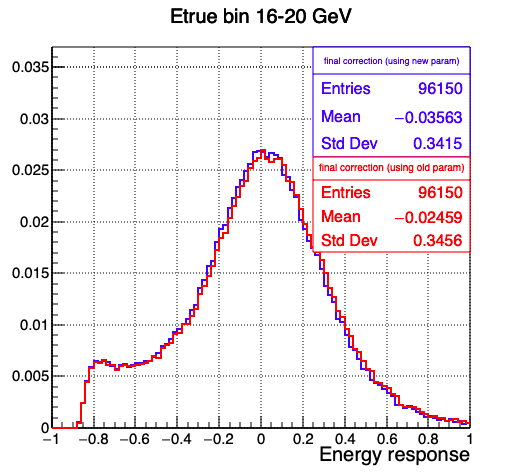 Etrue bin 16-20 GeV
final correction (using new param)
Entries 96150
Mean −0.03563
Std Dev 0.3415
final correction (using old param)
Entries 96150
Mean −0.02459
Std Dev 0.3456
0.035
0.03
0.025
0.02
0.015
0.01
0.005
0
−1 −0.8 −0.6 −0.4 −0.2 0 0.2 0.4 0.6 0.8 1
Energy response